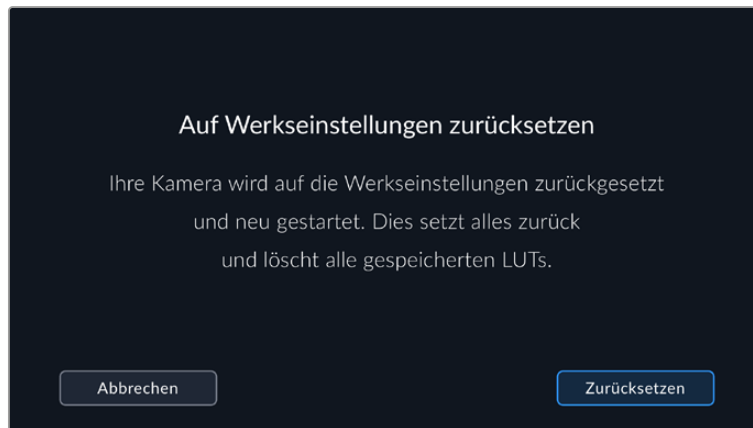 Auf Werkseinstellungen zurücksetzen
Ihre Kamera wird auf die Werkseinstellungen zurückgesetzt
und neu gestartet. Dies setzt alles zurück
und löscht alle gespeicherten LUTs.
Abbrechen
Zurücksetzen